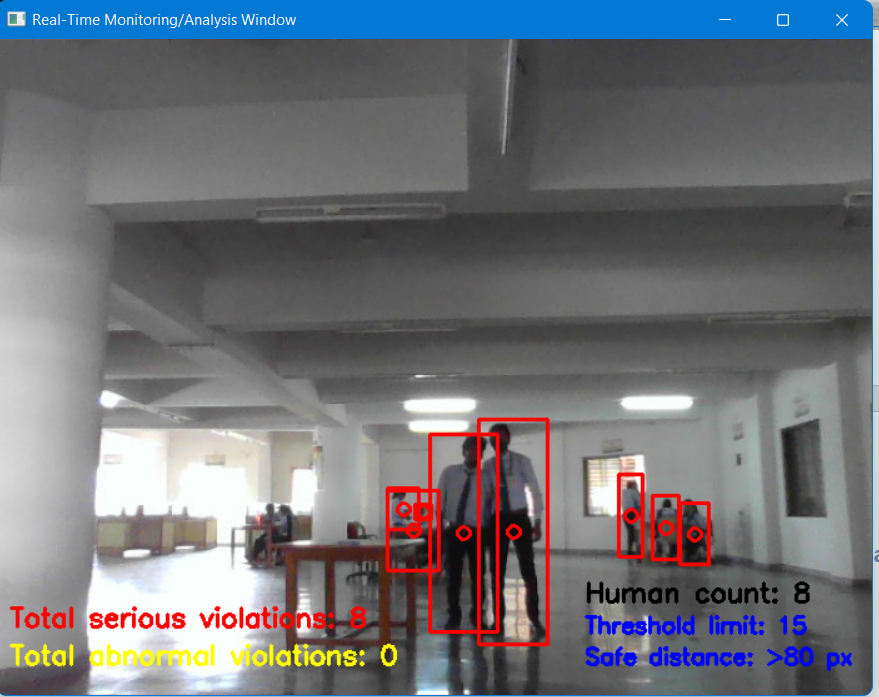 Real-Time Monitoring/Analysis Window
Human count: 8
Total serious violations: 8
Threshold limit: 15
Total abnormal violations: 0
Safe distance: >80 px